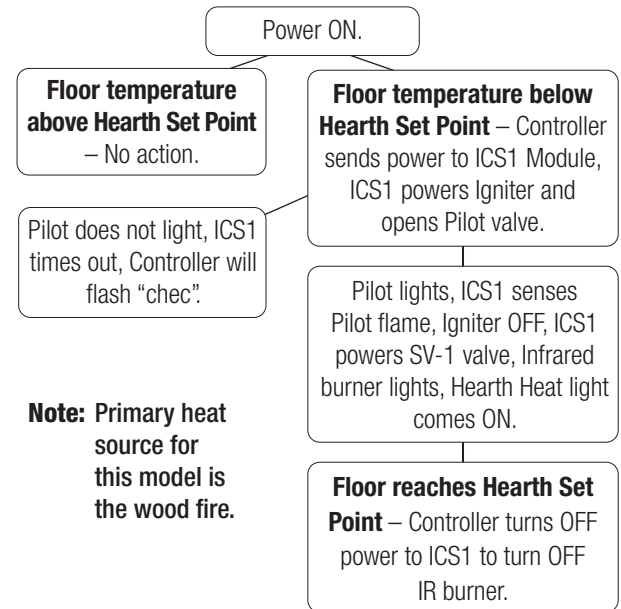 Power ON.
Floor temperature
above Hearth Set Point
– No action.
Floor temperature below
Hearth Set Point – Controller
sends power to ICS1 Module,
ICS1 powers Igniter and
opens Pilot valve.
Pilot does not light, ICS1
times out, Controller will
flash “chec”.
Pilot lights, ICS1 senses
Pilot flame, Igniter OFF, ICS1
powers SV-1 valve, Infrared
burner lights, Hearth Heat light
comes ON.
Note: Primary heat
source for
this model is
the wood fire.
Floor reaches Hearth Set
Point – Controller turns OFF
power to ICS1 to turn OFF
IR burner.